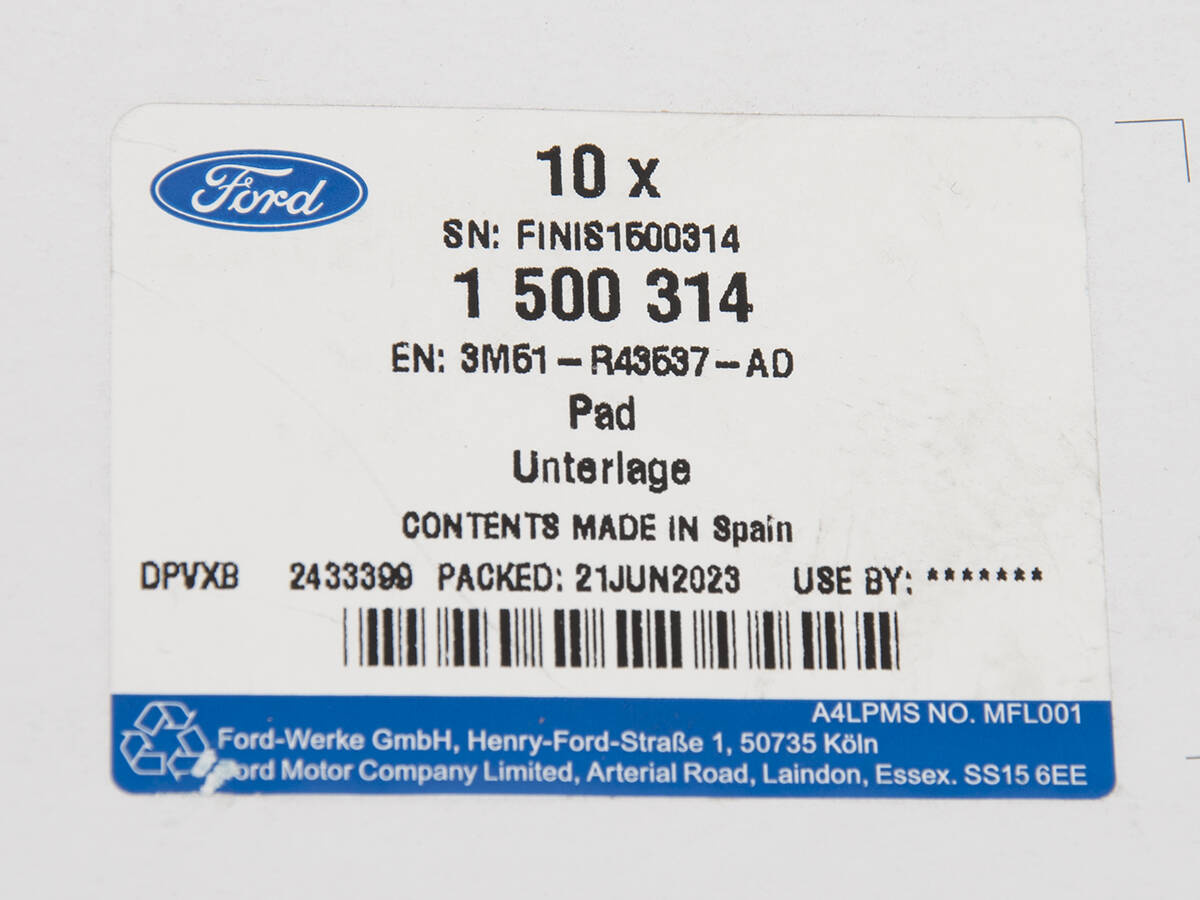 Ford
10 x
SN: FINIS1500314
1 500 314
EN: 3M51-R43537-AD
Pad
Unterlage
CONTENTS MADE IN Spain
DPVXB 2433399 PACKED: 21JUN2023 USE BY: *******
A4LPMS NO. MFL001
Ford-Werke GmbH, Henry-Ford-Straße 1, 50735 Köln
Ford Motor Company Limited, Arterial Road, Laindon, Essex. SS15 6EE